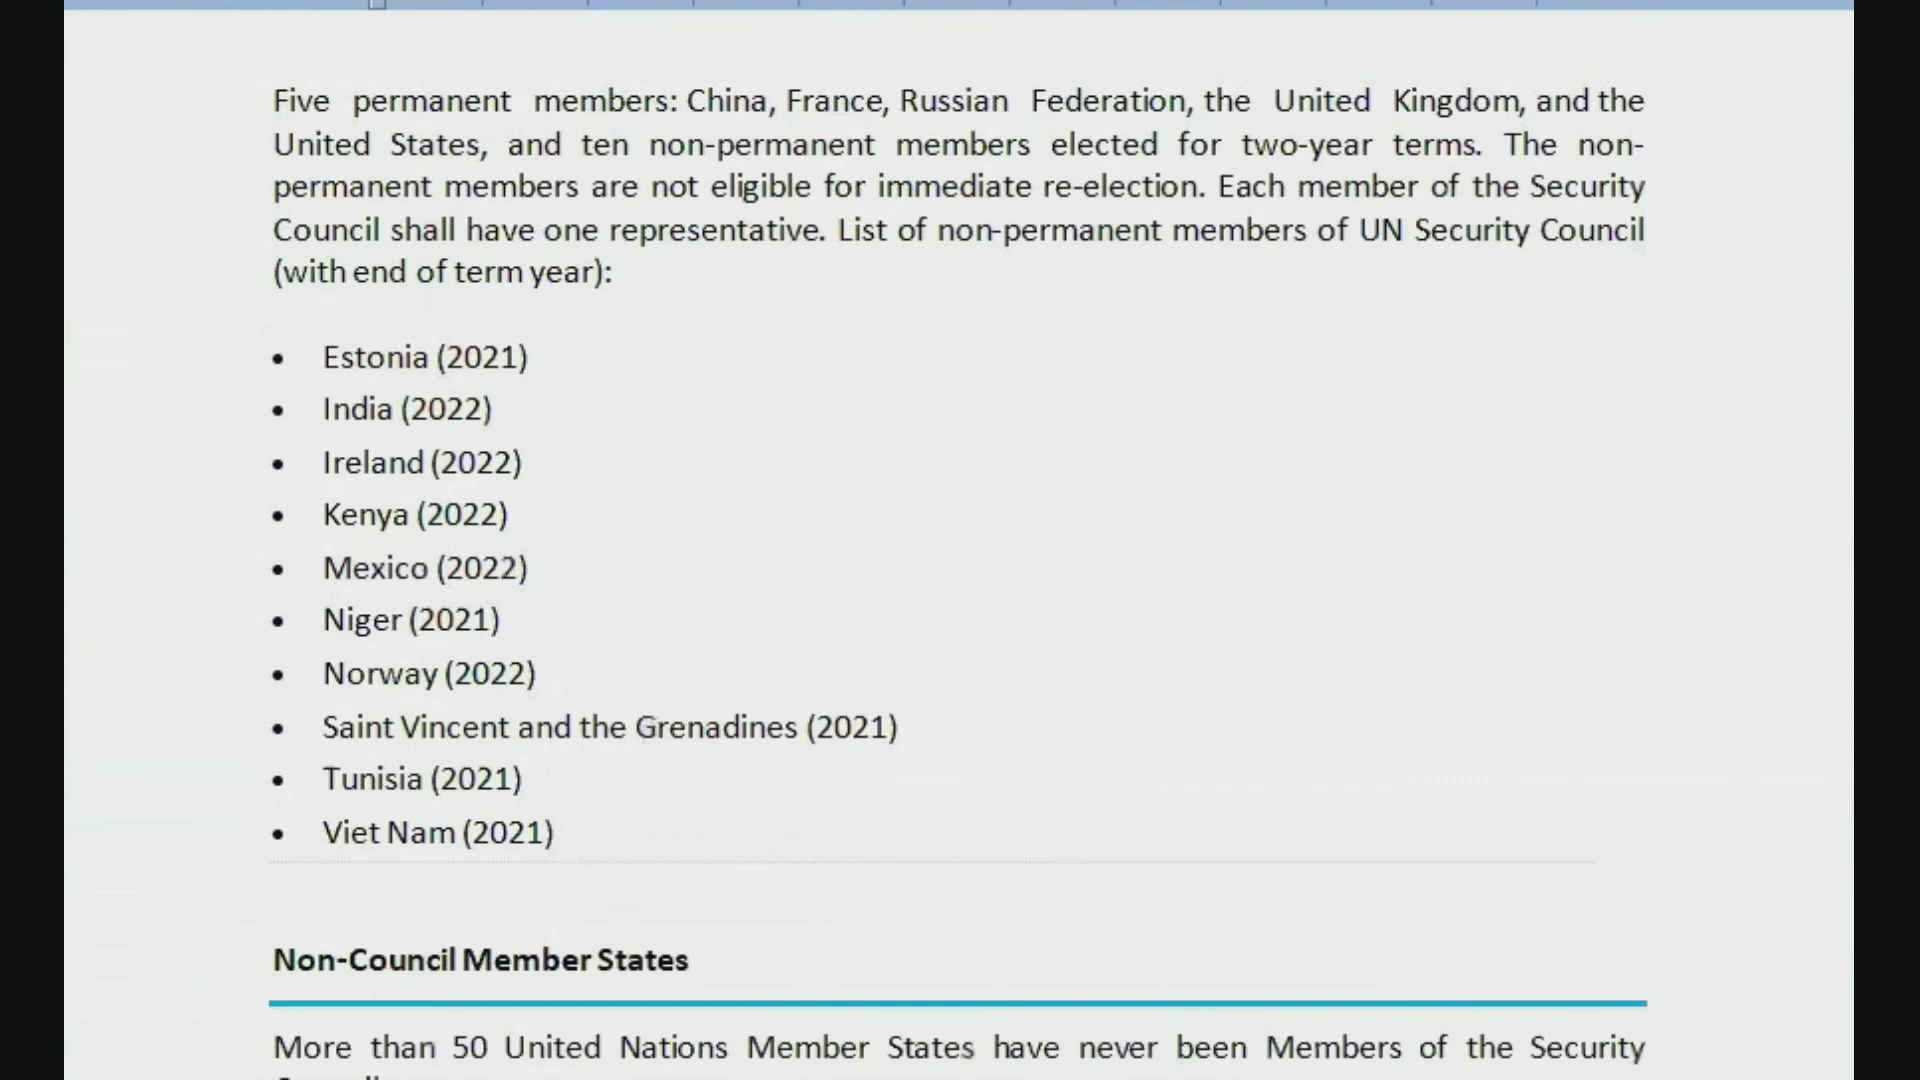 Five permanent members: China, France, Russian Federation, the United Kingdom, and the
United States, and ten non-permanent members elected for two-year terms. The non-
permanent members are not eligible for immediate re-election. Each member of the Security
Council shall have one representative. List of non-permanent members of UN Security Council
(with end of term year):
• Estonia (2021)
• India (2022)
• Ireland (2022)
• Kenya (2022)
• Mexico (2022)
• Niger (2021)
• Norway (2022)
• Saint Vincent and the Grenadines (2021)
• Tunisia (2021)
• Viet Nam (2021)
Non-Council Member States
More than 50 United Nations Member States have never been Members of the Security